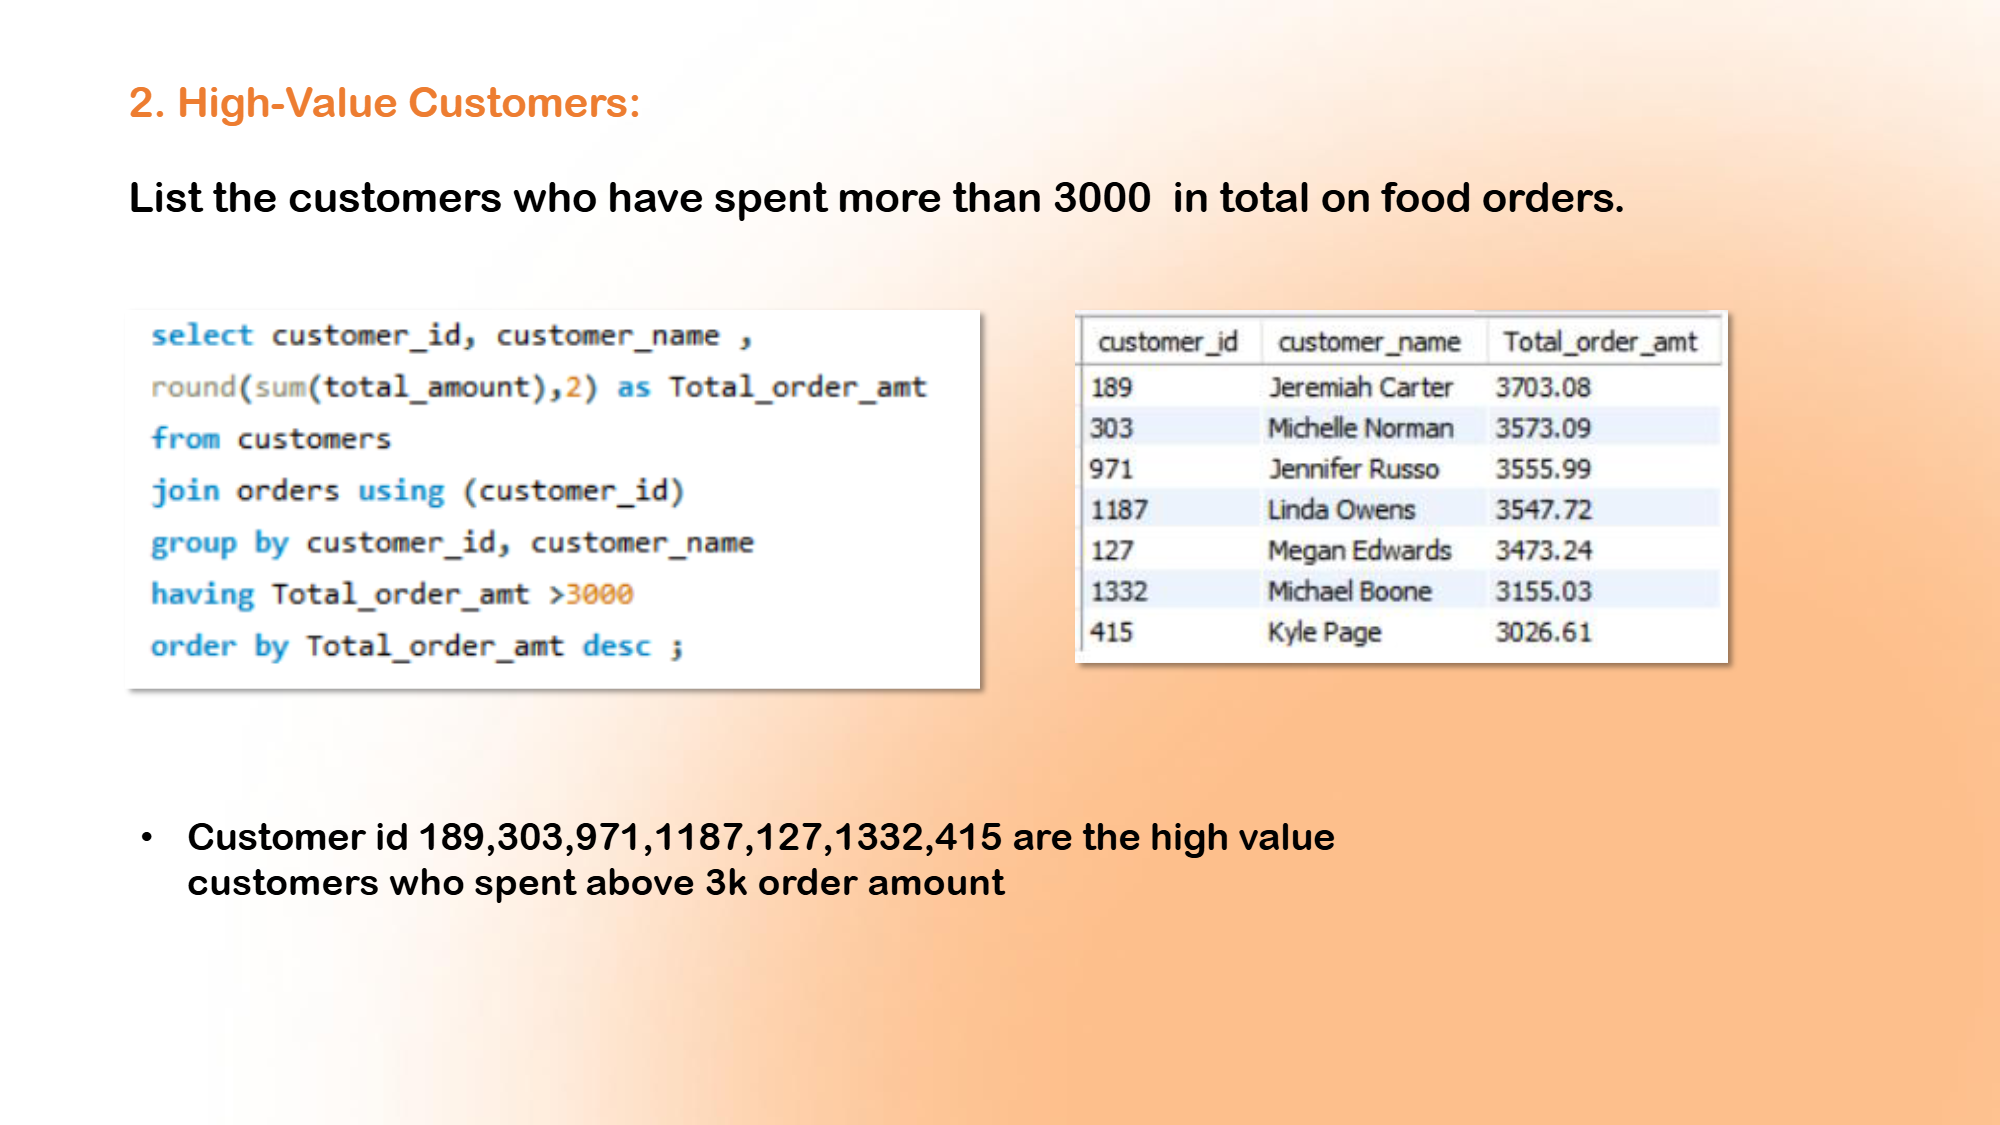 2. High-Value Customers:
List the customers who have spent more than 3000  in total on food orders.
select customer_id, customer_name ,
round(sum(total_amount),2) as Total_order_amt
from customers
join orders using (customer_id)
group by customer_id, customer_name
having Total_order_amt >3000
order by Total_order_amt desc ;
customer_id customer_name Total_order_amt
189 Jeremiah Carter 3703.08
303 Michelle Norman 3573.09
971 Jennifer Russo 3555.99
1187 Linda Owens 3547.72
127 Megan Edwards 3473.24
1332 Michael Boone 3155.03
415 Kyle Page 3026.61
• Customer id 189,303,971,1187,127,1332,415 are the high value
customers who spent above 3k order amount